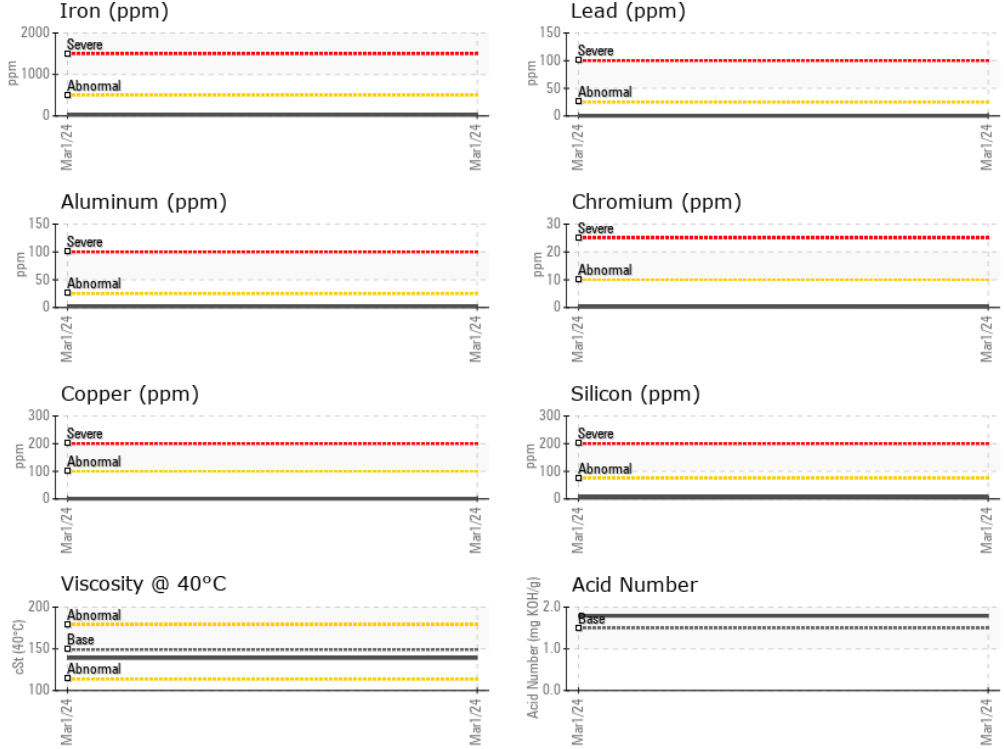 Iron (ppm)
2000
1000
0
ppm
Severe
Abnormal
Mar1/24
Mar1/24
Lead (ppm)
150
100
50
0
ppm
Severe
Abnormal
Mar1/24
Mar1/24
Aluminum (ppm)
150
100
50
0
ppm
Severe
Abnormal
Mar1/24
Mar1/24
Chromium (ppm)
30
20
10
0
ppm
Severe
Abnormal
Mar1/24
Mar1/24
Copper (ppm)
300
200
100
0
ppm
Severe
Abnormal
Mar1/24
Mar1/24
Silicon (ppm)
300
200
100
0
ppm
Severe
Abnormal
Mar1/24
Mar1/24
Viscosity @ 40°C
200
150
100
cSt (40°C)
Abnormal
Base
Abnormal
Mar1/24
Mar1/24
Acid Number
2.0
1.0
0.0
Acid Number (mg KOH/g)
Base
Mar1/24
Mar1/24